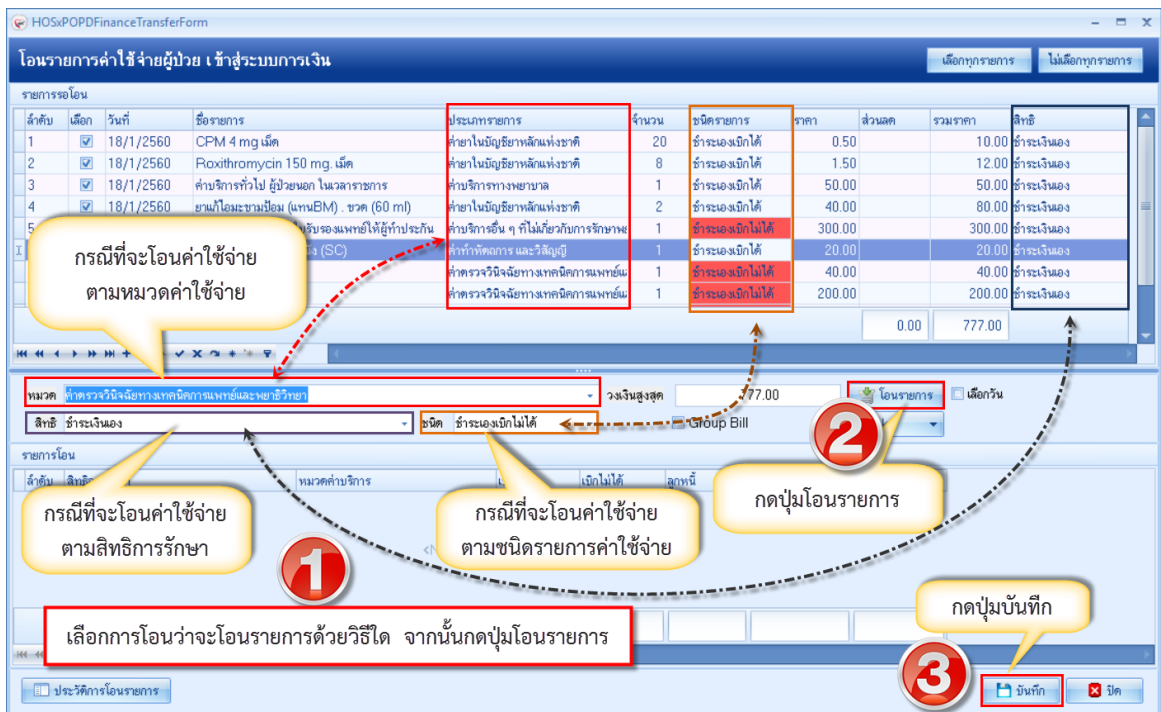 HOSxPOPDFinanceTransferForm
โอนรายการค่าใช้จ่ายผู้ป่วย เข้าสู่ระบบการเงิน
เลือกทุกรายการ ไม่เลือกทุกรายการ
รายการรอโอน
ลำดับ เลือก วันที่ ชื่อรายการ ประเภทรายการ จำนวน ชนิดรายการ ราคา ส่วนลด รวมราคา สิทธิ
1 18/1/2560 CPM 4 mg เม็ด ค่ายาในบัญชียาหลักแห่งชาติ 20 ชำระเองเบิกได้ 0.50 10.00 ชำระเงินเอง
2 18/1/2560 Roxithromycin 150 mg. เม็ด ค่ายาในบัญชียาหลักแห่งชาติ 8 ชำระเองเบิกได้ 1.50 12.00 ชำระเงินเอง
3 18/1/2560 ค่าบริการทั่วไป ผู้ป่วยนอก ในเวลาราชการ ค่าบริการทางพยาบาล 1 ชำระเองเบิกได้ 50.00 50.00 ชำระเงินเอง
4 18/1/2560 ยาแก้ไอมะขามป้อม (แทนBM) . ขวด (60 ml) ค่ายาในบัญชียาหลักแห่งชาติ 2 ชำระเองเบิกได้ 40.00 80.00 ชำระเงินเอง
5 ใบรับรองแพทย์ให้ผู้ทำประกัน ค่าบริการอื่น ๆ ที่ไม่เกี่ยวกับการรักษาพย 1 ชำระเองเบิกไม่ได้ 300.00 300.00 ชำระเงินเอง
(SC) ค่าทำหัตถการ และวิสัญญี 1 ชำระเองเบิกได้ 20.00 20.00 ชำระเงินเอง
ค่าตรวจวินิจฉัยทางเทคนิคการแพทย์แ 1 ชำระเองเบิกไม่ได้ 40.00 40.00 ชำระเงินเอง
ค่าตรวจวินิจฉัยทางเทคนิคการแพทย์แ 1 ชำระเองเบิกไม่ได้ 200.00 200.00 ชำระเงินเอง
0.00 777.00
กรณีที่จะโอนค่าใช้จ่าย
ตามหมวดค่าใช้จ่าย
หมวด ค่าตรวจวินิจฉัยทางเทคนิคการแพทย์และพยาธิวิทยา วงเงินสูงสุด 777.00 โอนรายการ เลือกวัน
สิทธิ ชำระเงินเอง ชนิด ชำระเองเบิกไม่ได้ Group Bill
2
กดปุ่มโอนรายการ
รายการโอน
ลำดับ หมวดค่าบริการ เบิกไม่ได้ ลูกหนี้
กรณีที่จะโอนค่าใช้จ่าย
ตามสิทธิการรักษา
กรณีที่จะโอนค่าใช้จ่าย
ตามชนิดรายการค่าใช้จ่าย
1
เลือกการโอนว่าจะโอนรายการด้วยวิธีใด จากนั้นกดปุ่มโอนรายการ
กดปุ่มบันทึก
3
ประวัติการโอนรายการ บันทึก ปิด